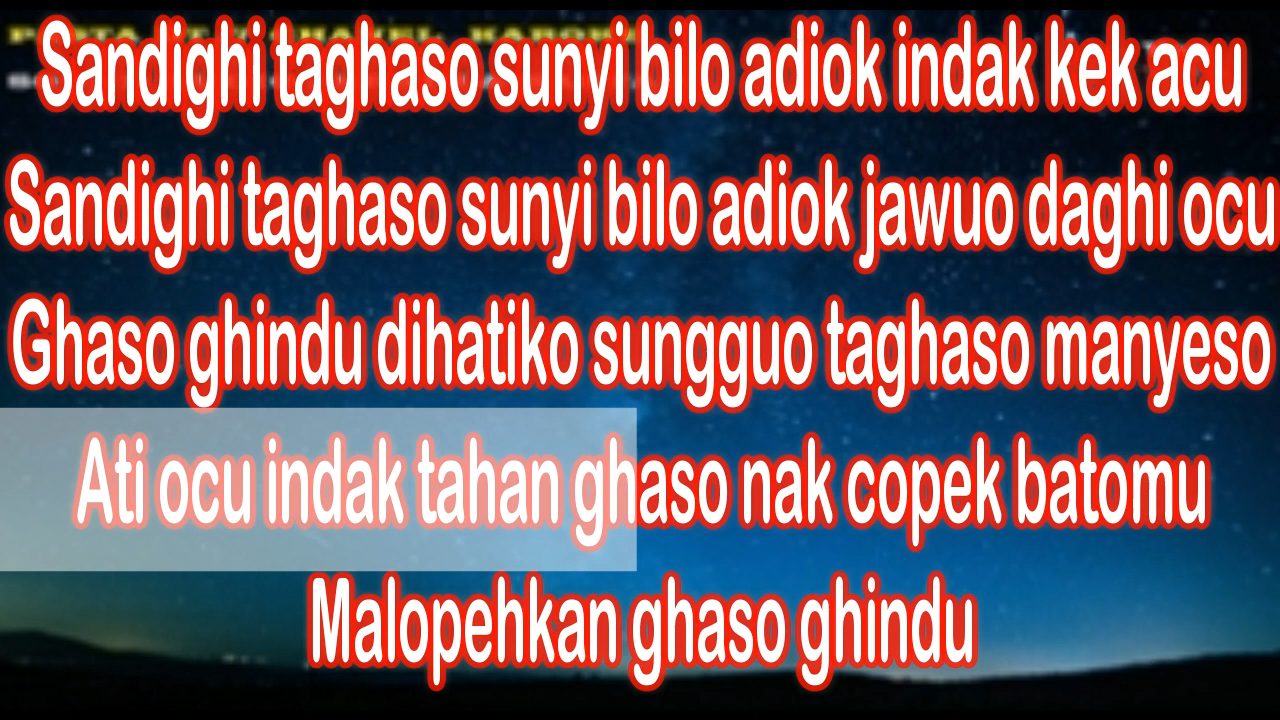 Sandighi taghaso sunyi bilo adiok indak kek acu
Sandighi taghaso sunyi bilo adiok jawuo daghi ocu
Ghaso ghindu dihatiko sungguo taghaso manyeso
Ati ocu indak tahan ghaso nak copek batomu
Malopehkan ghaso ghindu